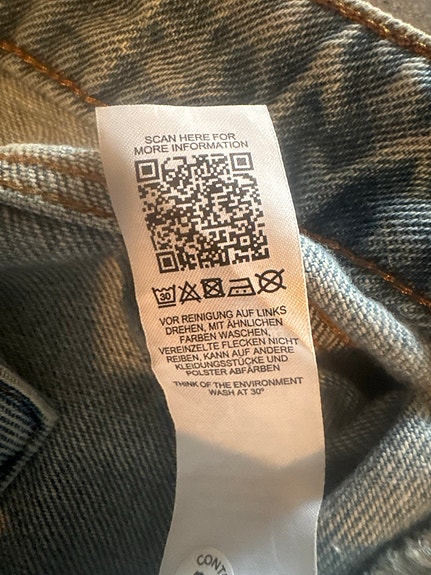 SCAN HERE FOR
MORE INFORMATION
30
VOR REINIGUNG AUF LINKS
DREHEN, MIT ÄHNLICHEN
FARBEN WASCHEN,
VEREINZELTE FLECKEN NICHT
REIBEN, KANN AUF ANDERE
KLEIDUNGSSTÜCKE UND
POLSTER ABFÄRBEN
THINK OF THE ENVIRONMENT
WASH AT 30°